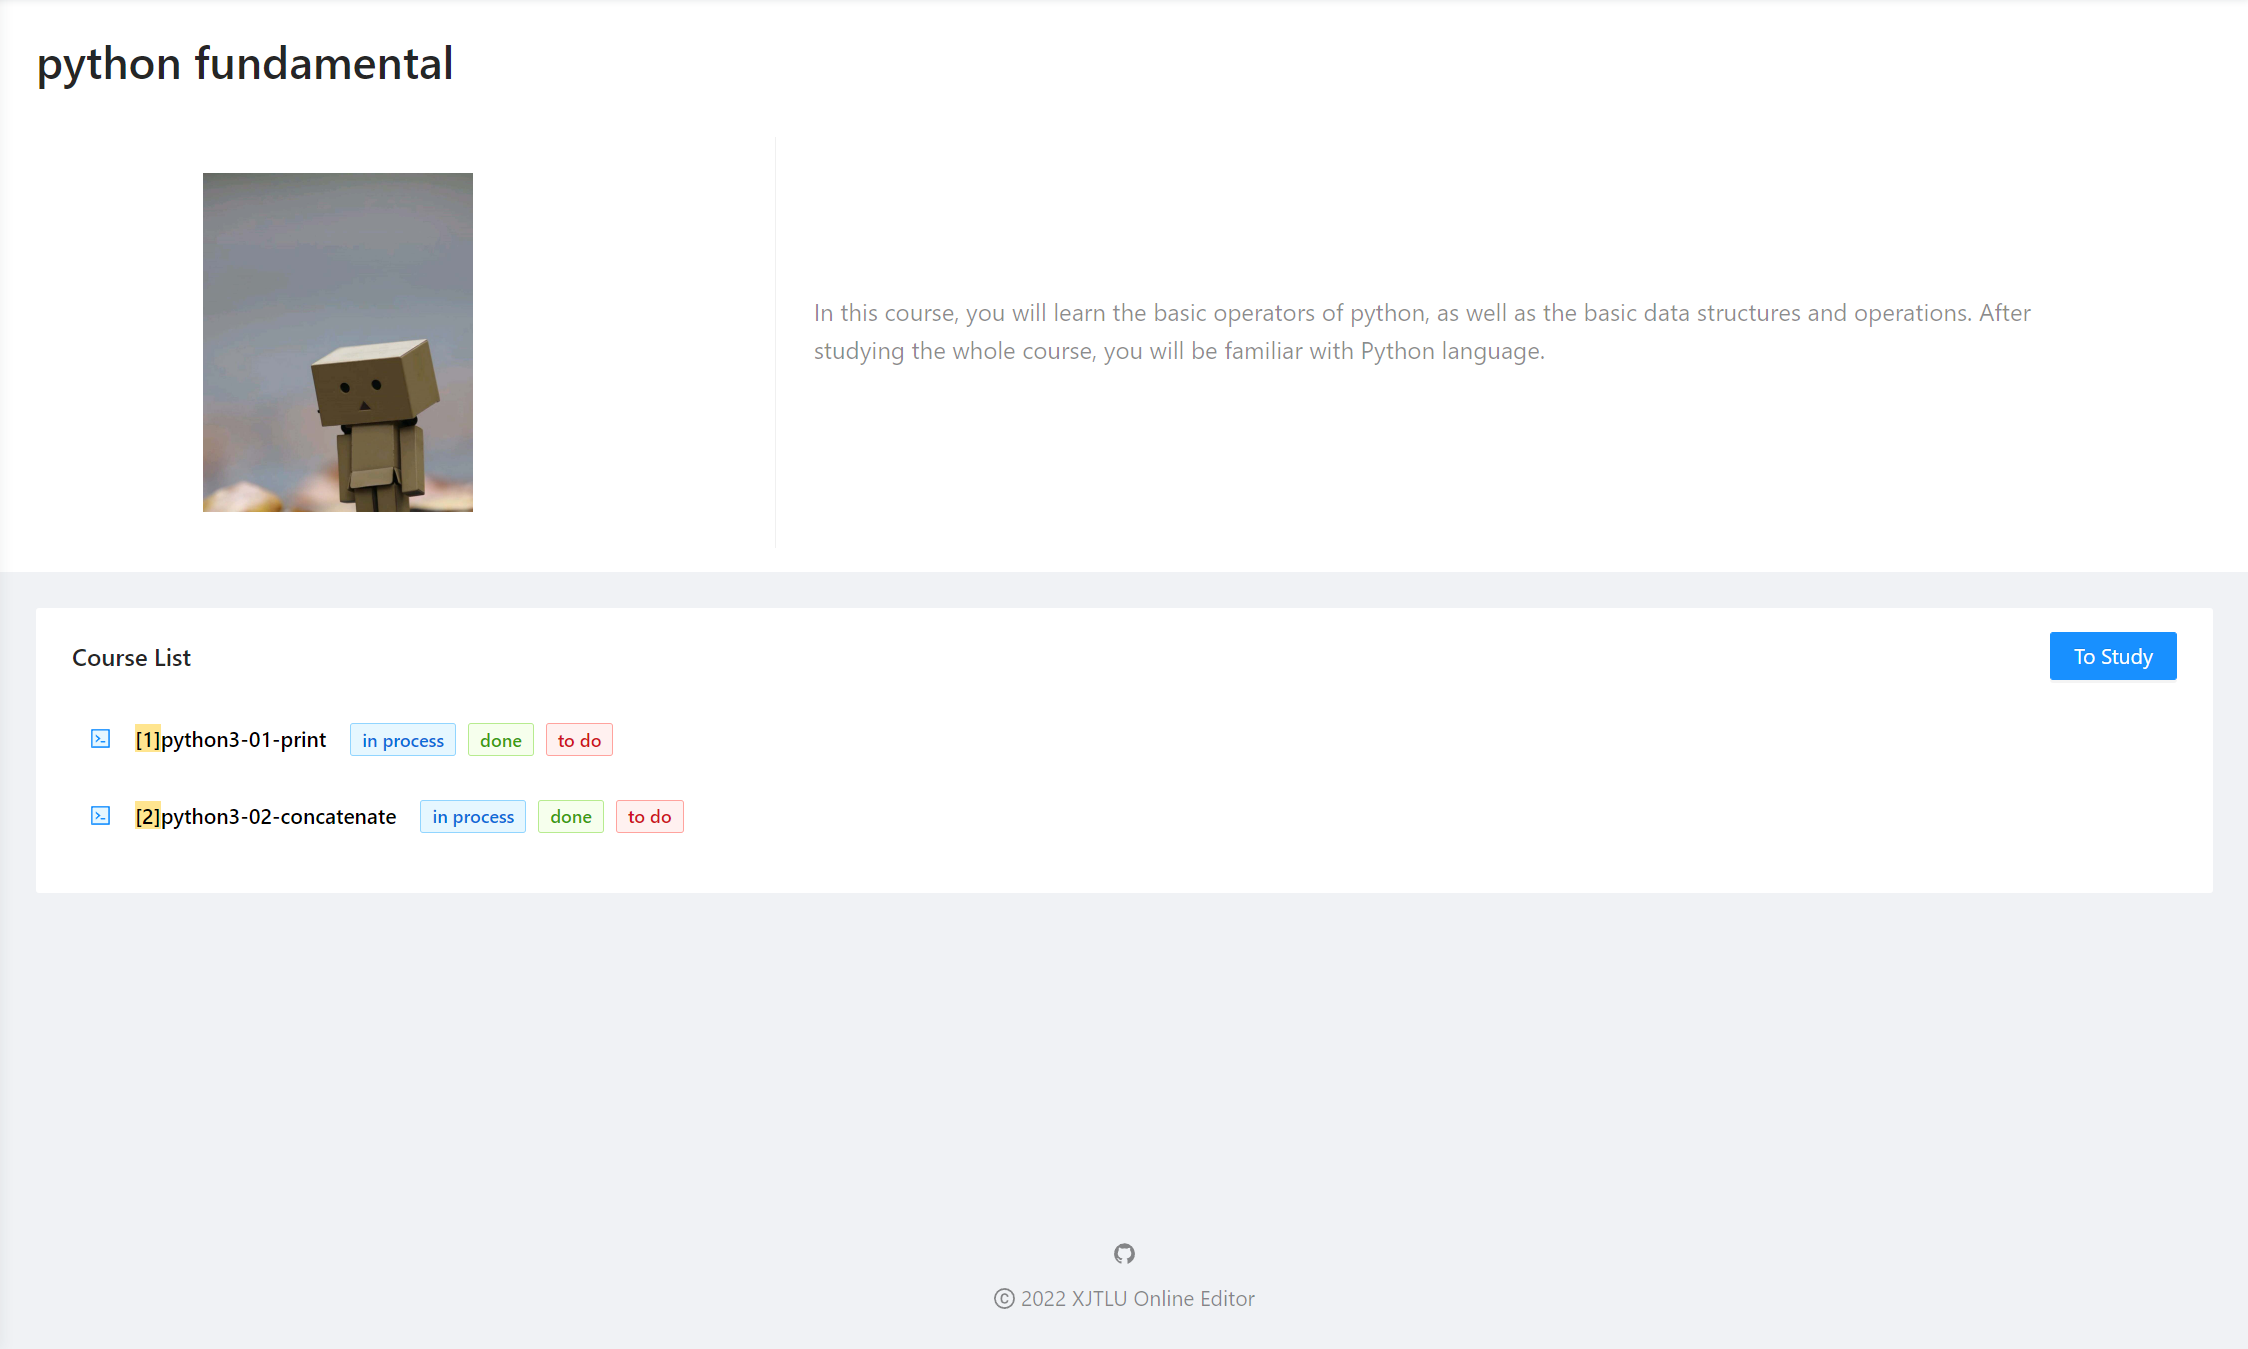 python fundamental
In this course, you will learn the basic operators of python, as well as the basic data structures and operations. After
studying the whole course, you will be familiar with Python language.
Course List
To Study
[1]python3-01-print in process done to do
[2]python3-02-concatenate in process done to do
© 2022 XJTLU Online Editor